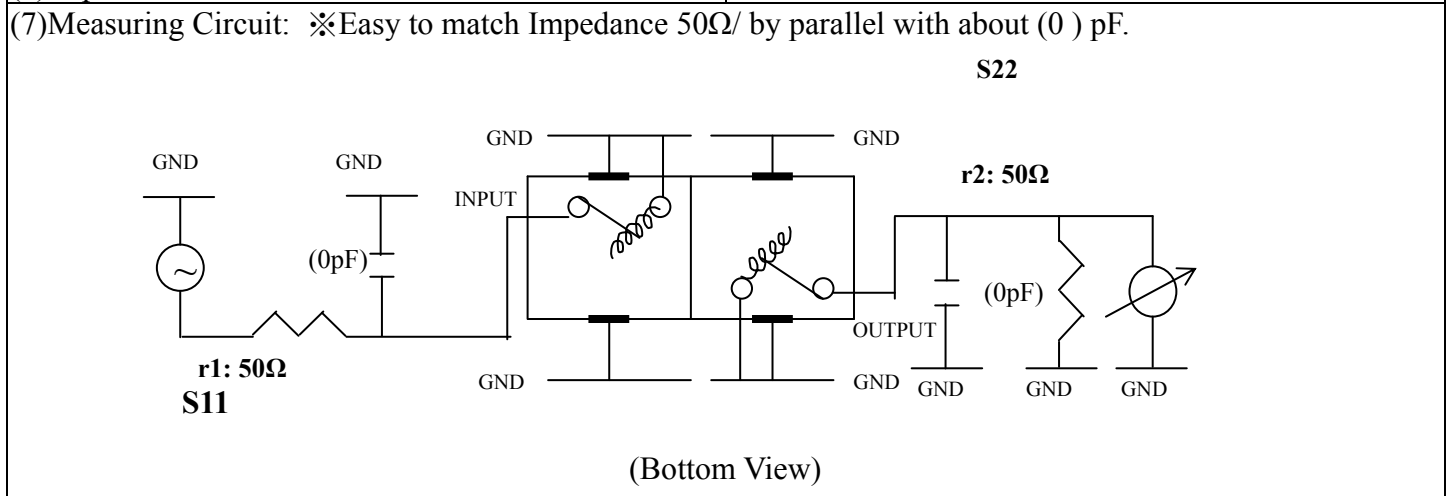 (7)Measuring Circuit: ※Easy to match Impedance 50Ω/ by parallel with about (0 ) pF.
S22
GND
GND
GND
GND
r2: 50Ω
INPUT
(0pF)
(0pF)
OUTPUT
r1: 50Ω
S11
GND
GND
GND
GND
GND
(Bottom View)